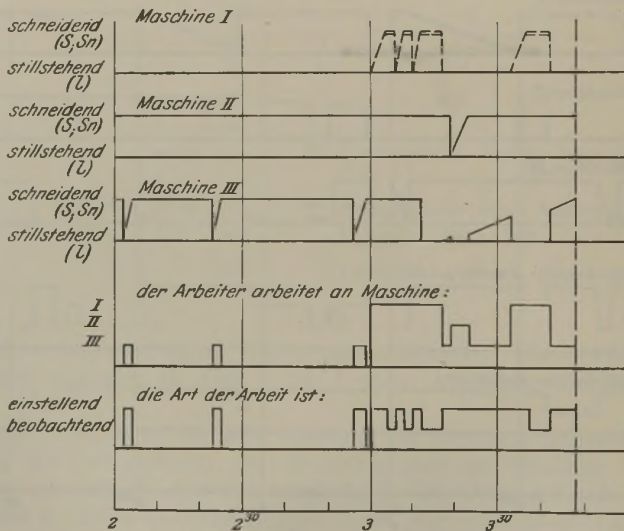 schneidend Maschine I
(S, Sn)
stillstehend
(l)
schneidend Maschine II
(S, Sn)
stillstehend
(l)
schneidend Maschine III
(S, Sn)
stillstehend
(l)
der Arbeiter arbeitet an Maschine:
I
II
III
die Art der Arbeit ist:
einstellend
beobachtend
2 2³⁰ 3 3³⁰